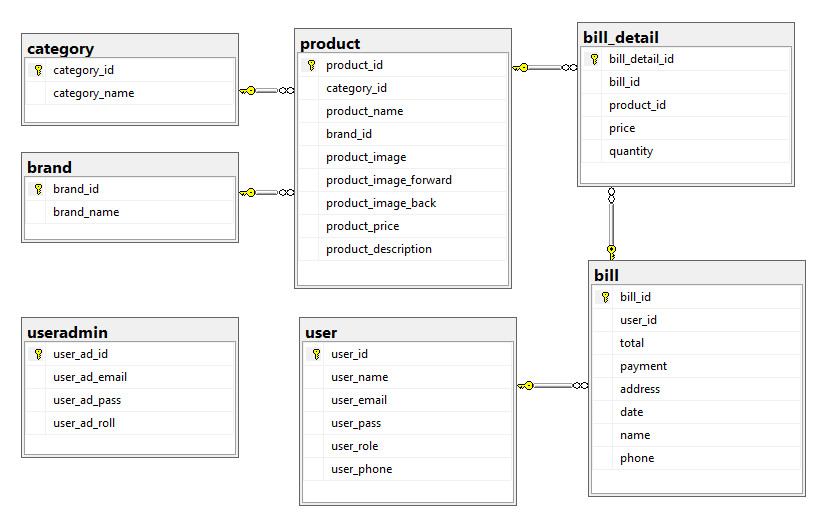 category
category_id
category_name
brand
brand_id
brand_name
useradmin
user_ad_id
user_ad_email
user_ad_pass
user_ad_roll
product
product_id
category_id
product_name
brand_id
product_image
product_image_forward
product_image_back
product_price
product_description
user
user_id
user_name
user_email
user_pass
user_role
user_phone
bill_detail
bill_detail_id
bill_id
product_id
price
quantity
bill
bill_id
user_id
total
payment
address
date
name
phone